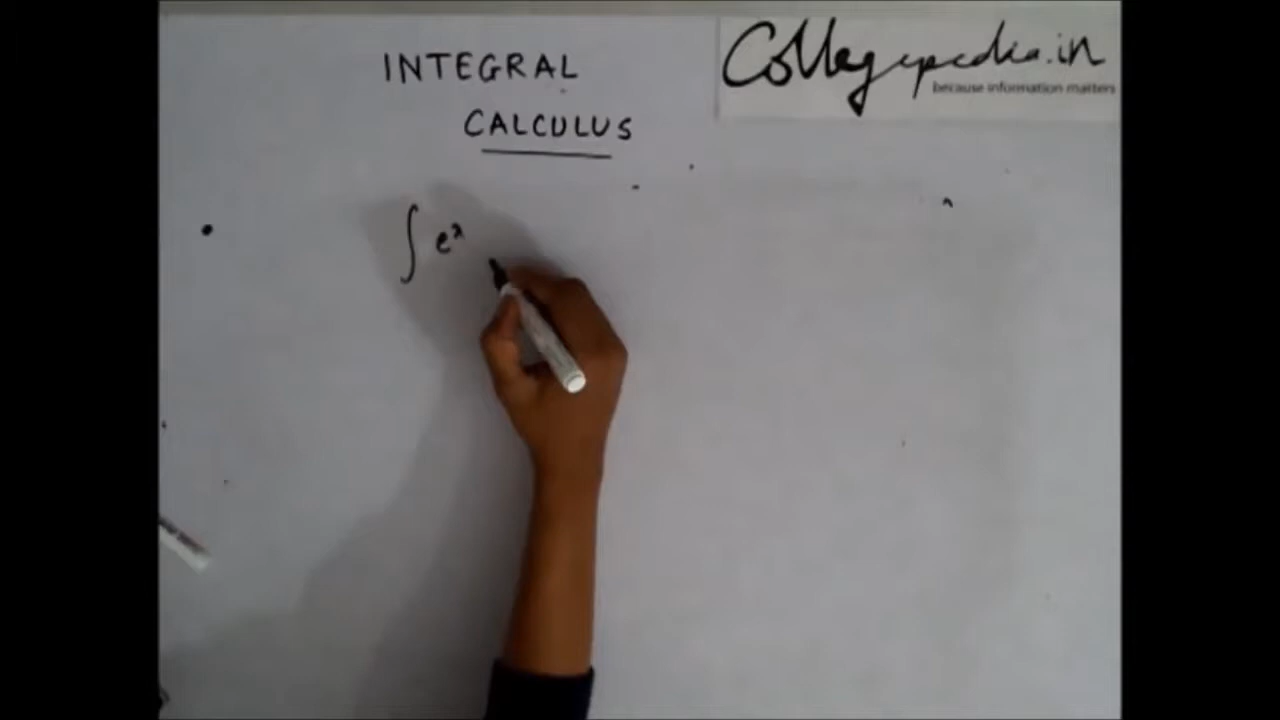 INTEGRAL
CALCULUS
Collegepedia.in
because information matters
∫ eˣ